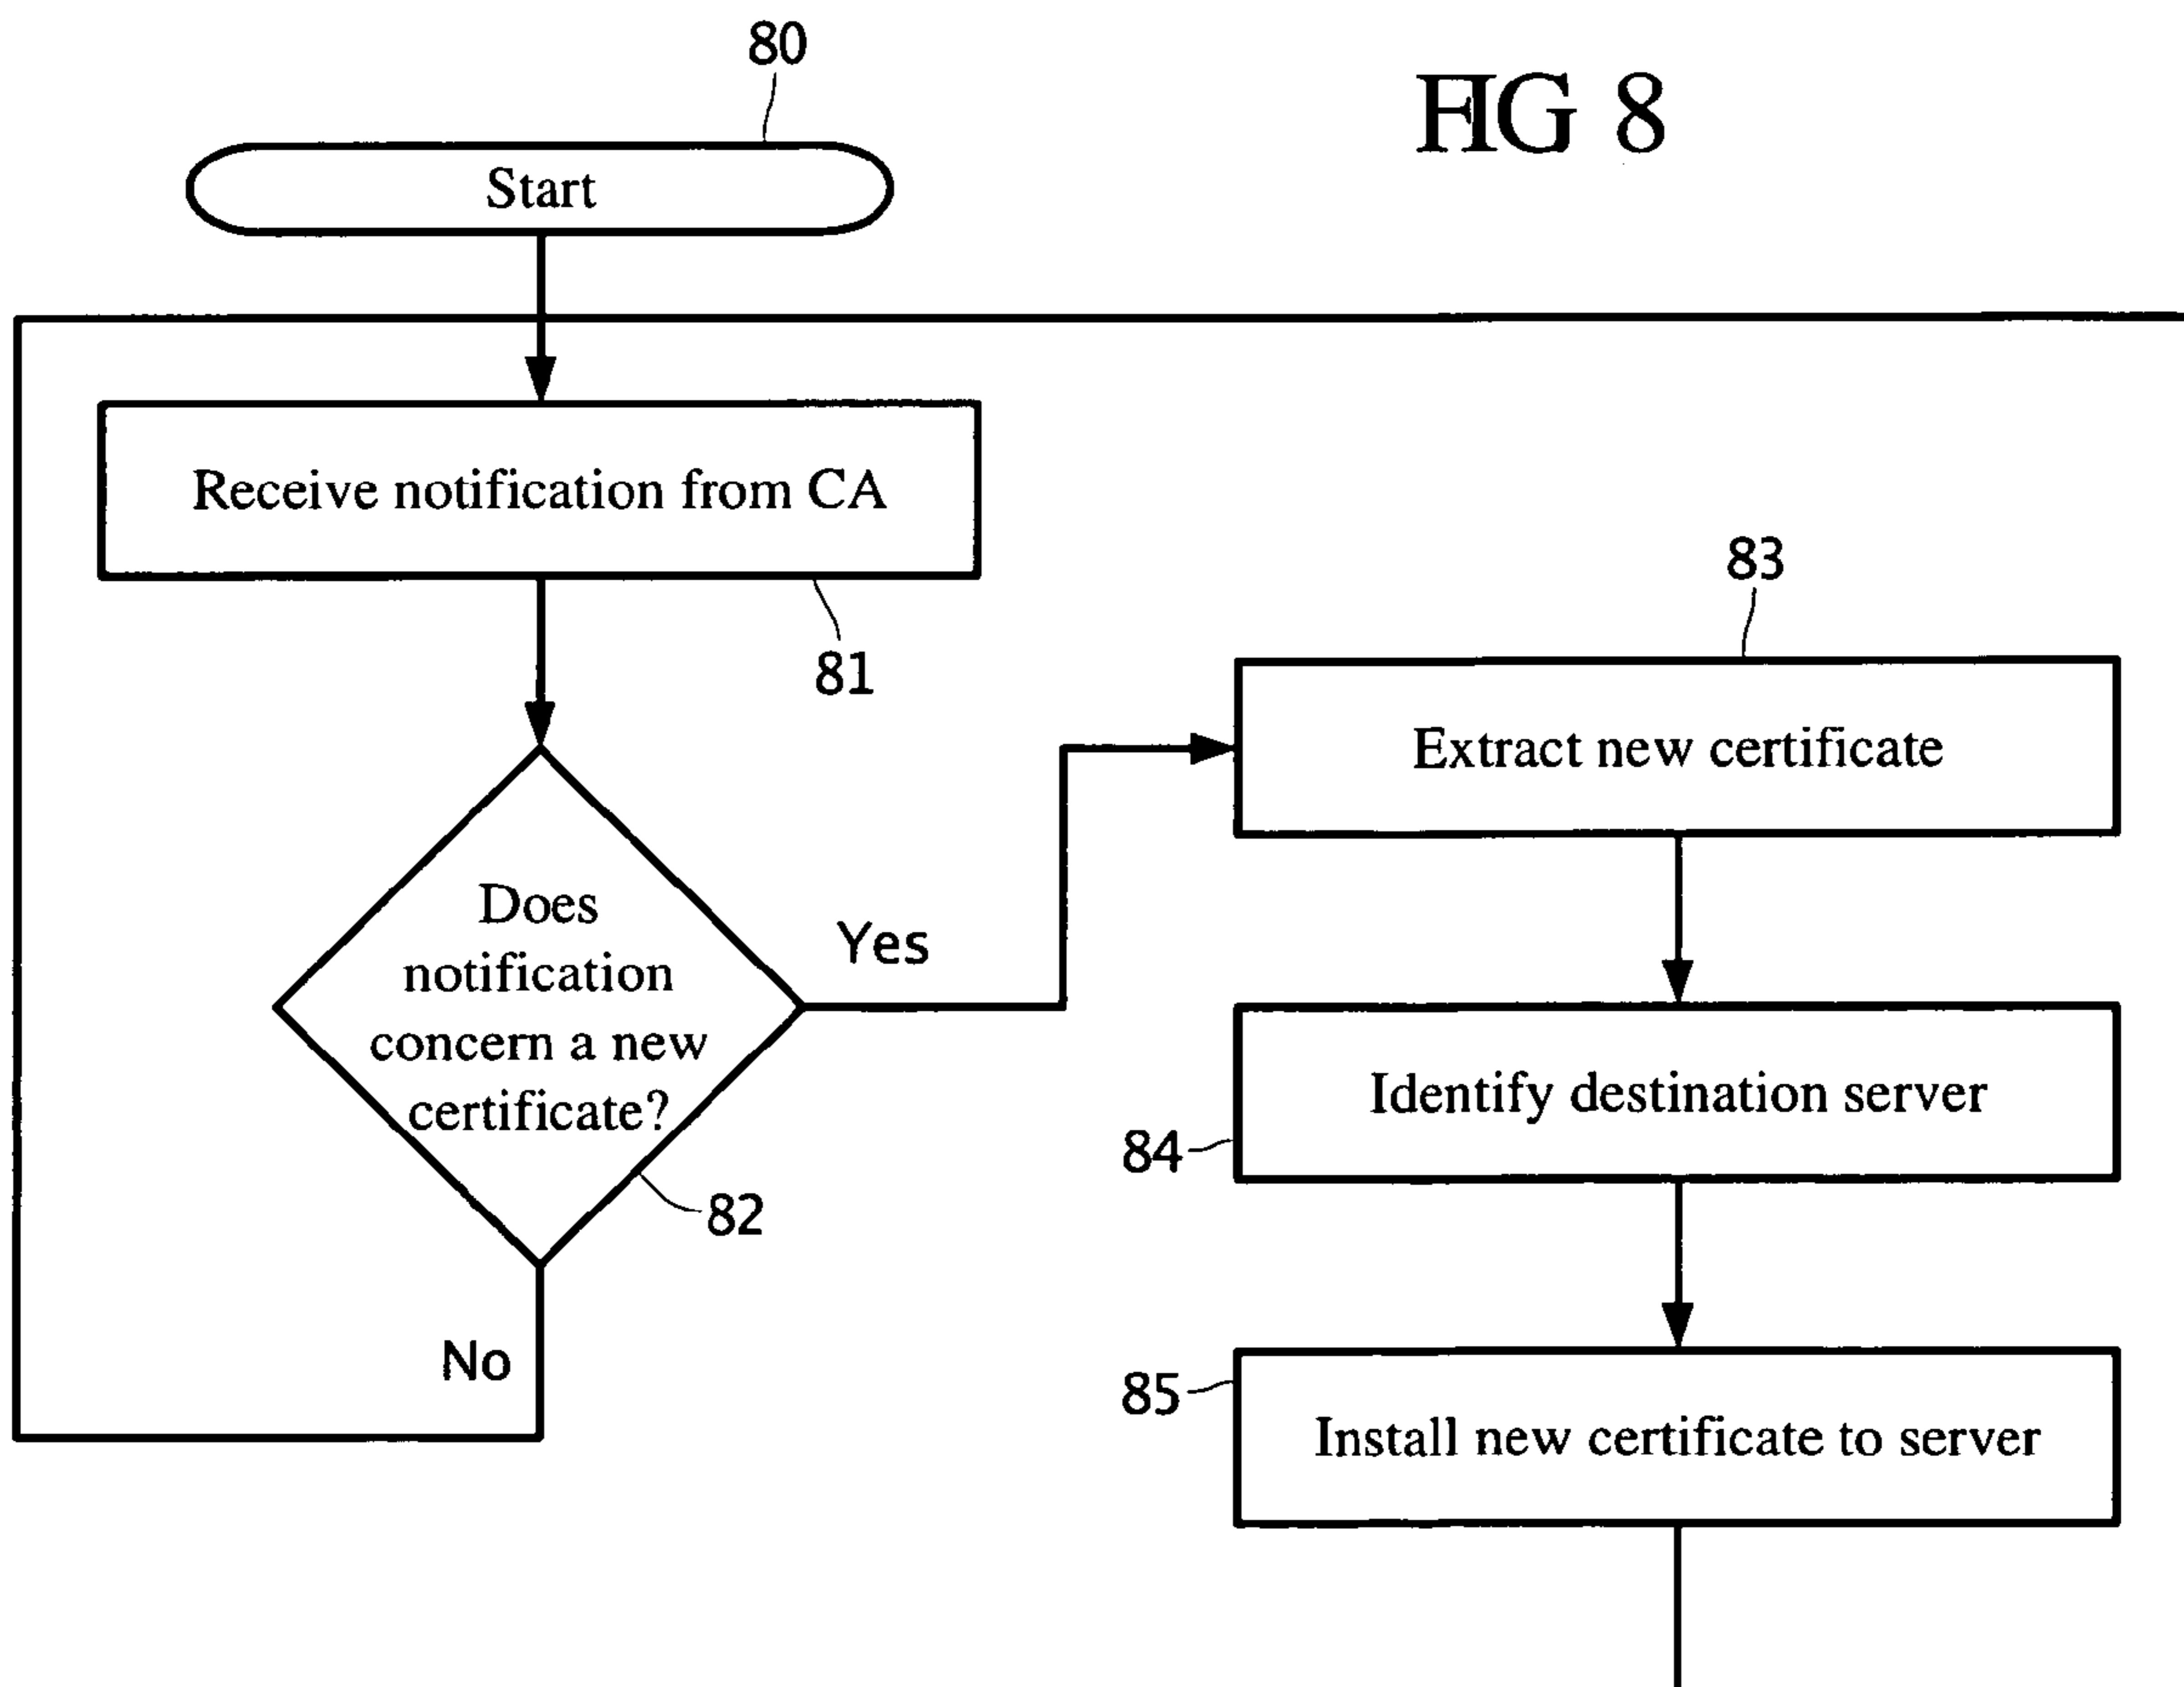 80
FIG 8
Start
Receive notification from CA
81
83
Extract new certificate
Does
notification
concern a new
certificate?
Yes
82
No
84
Identify destination server
85
Install new certificate to server